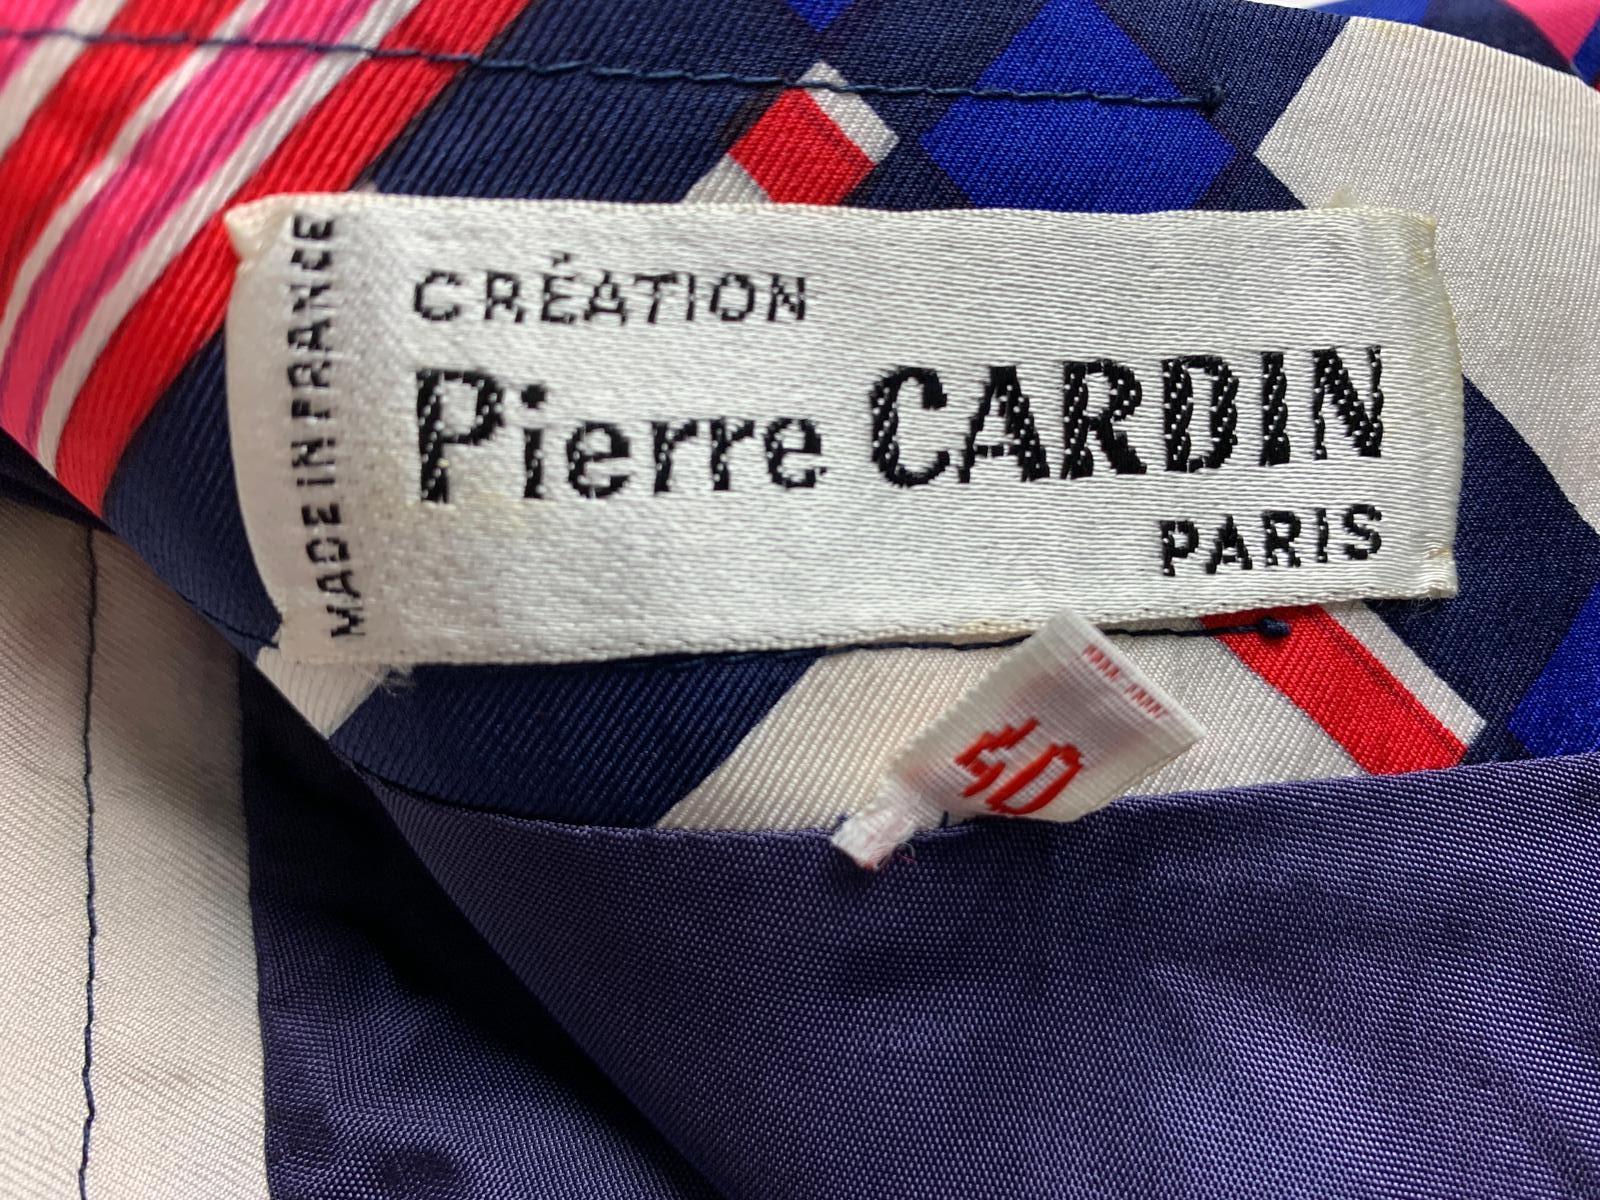 MADE IN FRANCE
CRÉATION
Pierre CARDIN
PARIS
40